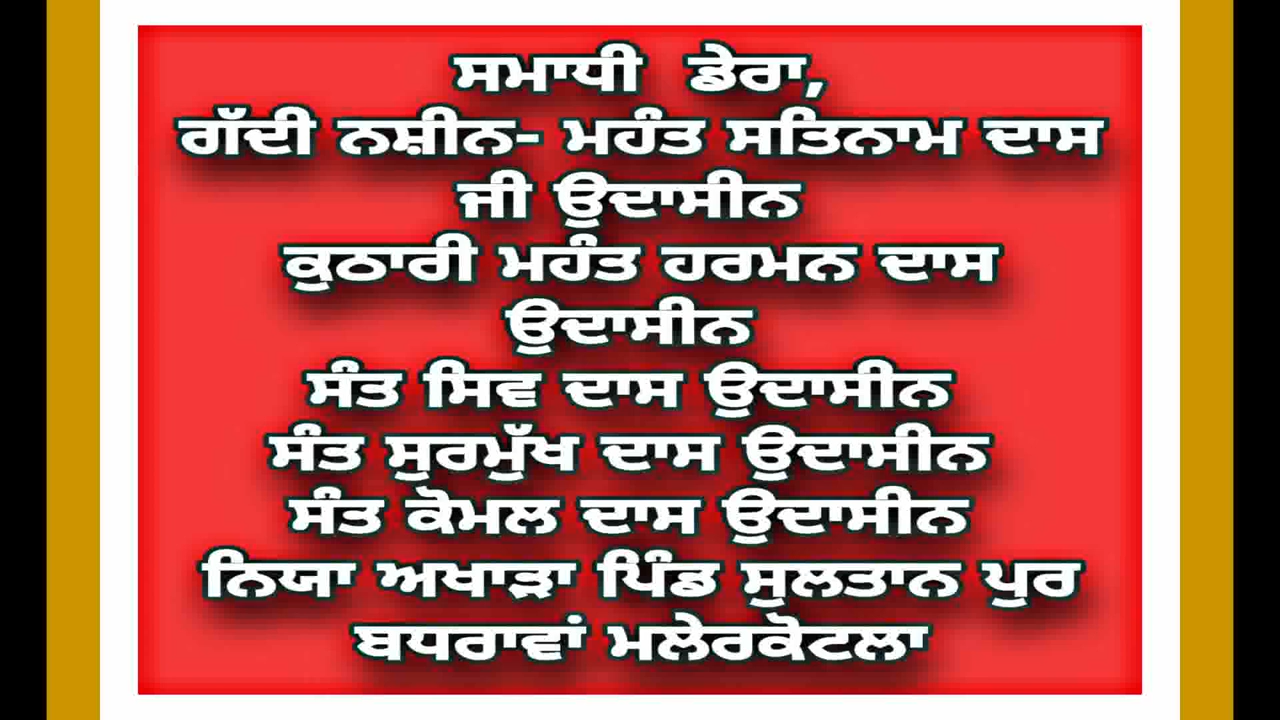 ਸਮਾਧੀ ਡੇਰਾ,
ਗੱਦੀ ਨਸ਼ੀਨ- ਮਹੰਤ ਸਤਿਨਾਮ ਦਾਸ
ਜੀ ਉਦਾਸੀਨ
ਕੁਠਾਰੀ ਮਹੰਤ ਹਰਮਨ ਦਾਸ
ਉਦਾਸੀਨ
ਸੰਤ ਸਿਵ ਦਾਸ ਉਦਾਸੀਨ
ਸੰਤ ਸੁਰਮੁੱਖ ਦਾਸ ਉਦਾਸੀਨ
ਸੰਤ ਕੋਮਲ ਦਾਸ ਉਦਾਸੀਨ
ਨਿਯਾ ਅਖਾੜਾ ਪਿੰਡ ਸੁਲਤਾਨ ਪੁਰ
ਬਧਰਾਵਾਂ ਮਲੇਰਕੋਟਲਾ